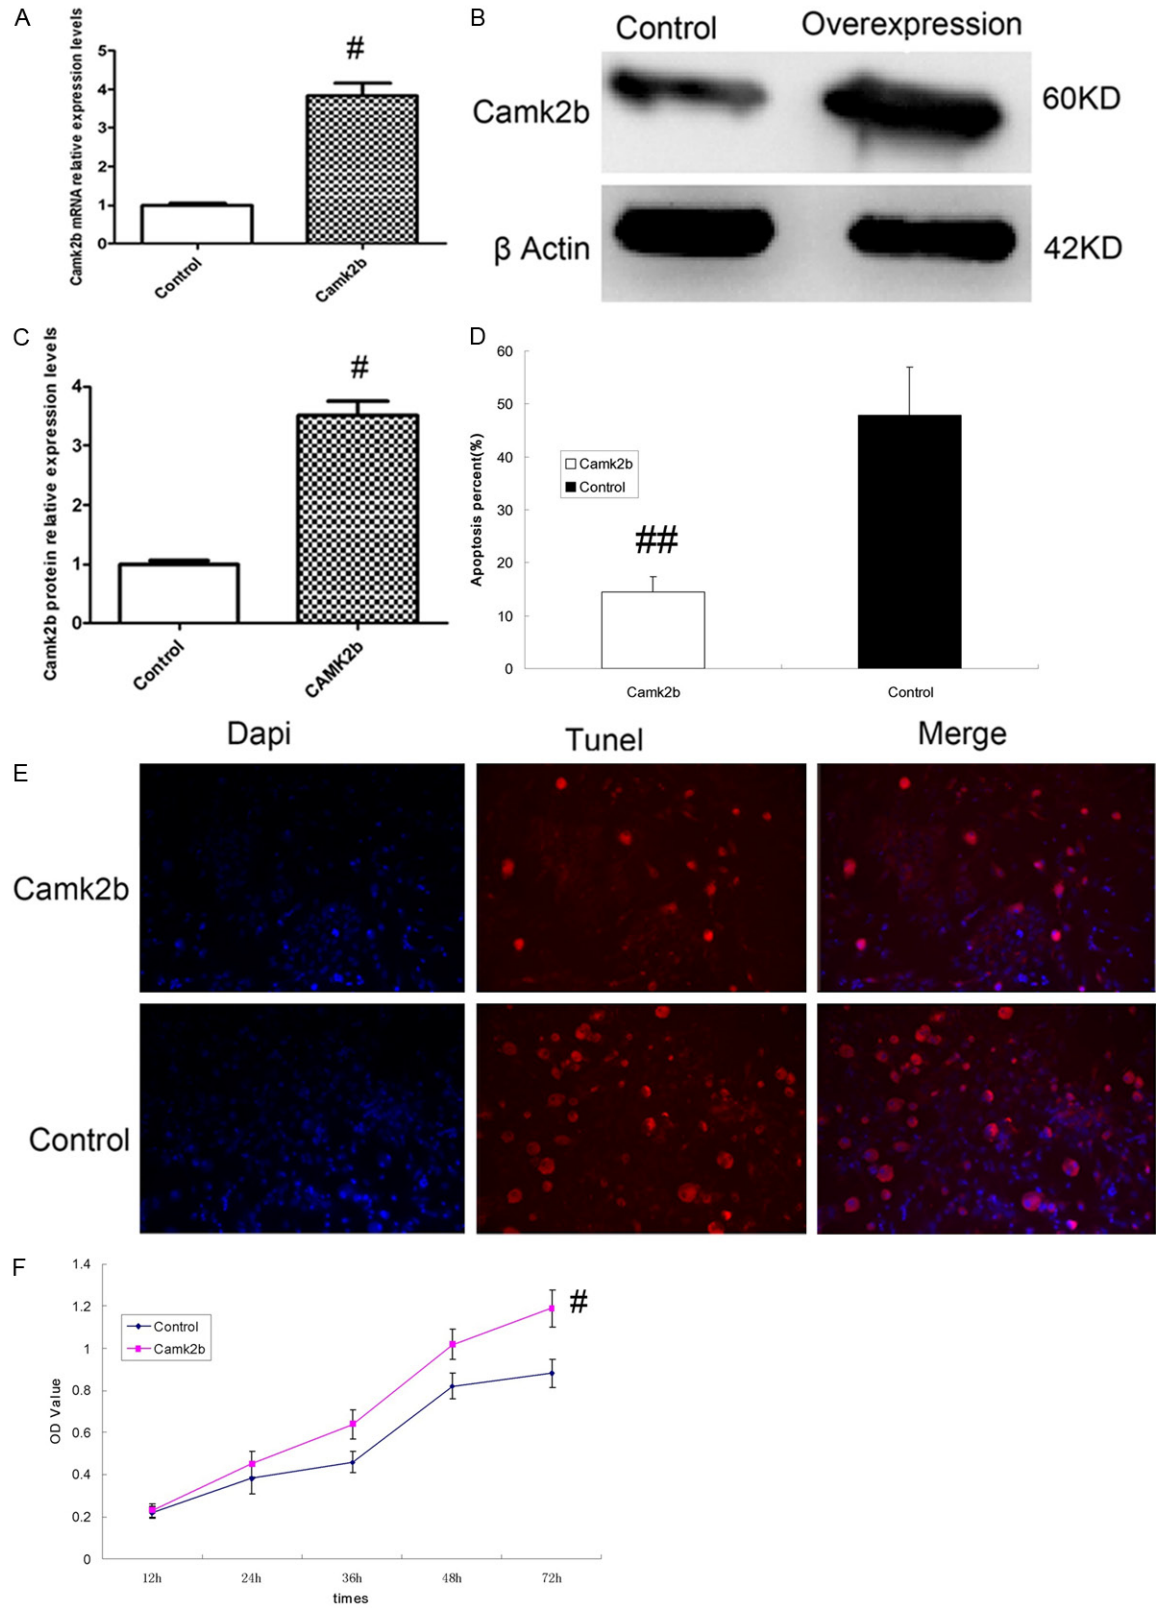 A
Camk2b mRNA relative expression levels
5
4
3
2
1
0
#
Control
Camk2b
B
Control
Overexpression
Camk2b
60KD
β Actin
42KD
C
Camk2b protein relative expression levels
4
3
2
1
0
#
Control
CAMK2b
D
Apoptosis percent(%)
60
50
40
30
20
10
0
Camk2b
Control
##
Camk2b
Control
Dapi
Tunel
Merge
E
Camk2b
Control
F
OD Value
1.4
1.2
1
0.8
0.6
0.4
0.2
0
Control
Camk2b
#
12h
24h
36h
48h
72h
times